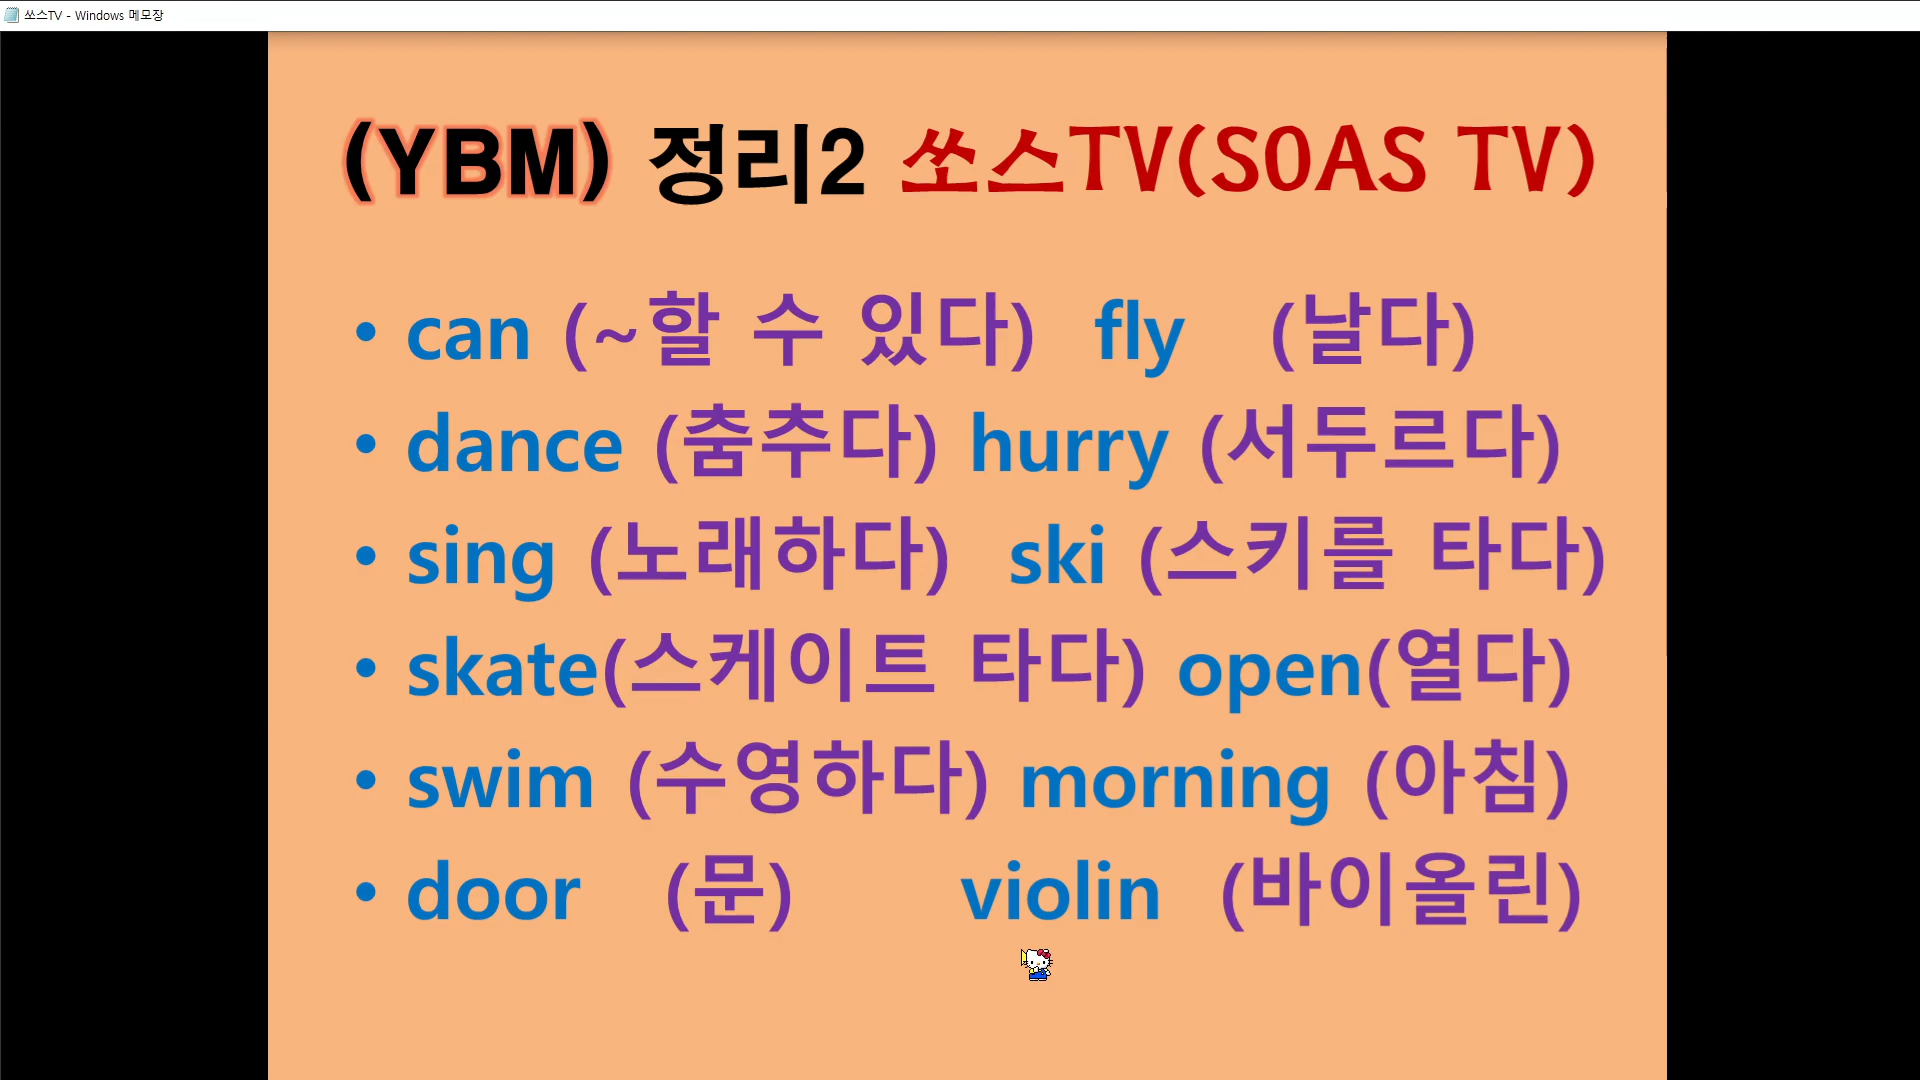 쏘스TV - Windows 메모장
(YBM) 정리2 쏘스TV(SOAS TV)
• can (~할 수 있다) fly (날다)
• dance (춤추다) hurry (서두르다)
• sing (노래하다) ski (스키를 타다)
• skate(스케이트 타다) open(열다)
• swim (수영하다) morning (아침)
• door (문) violin (바이올린)